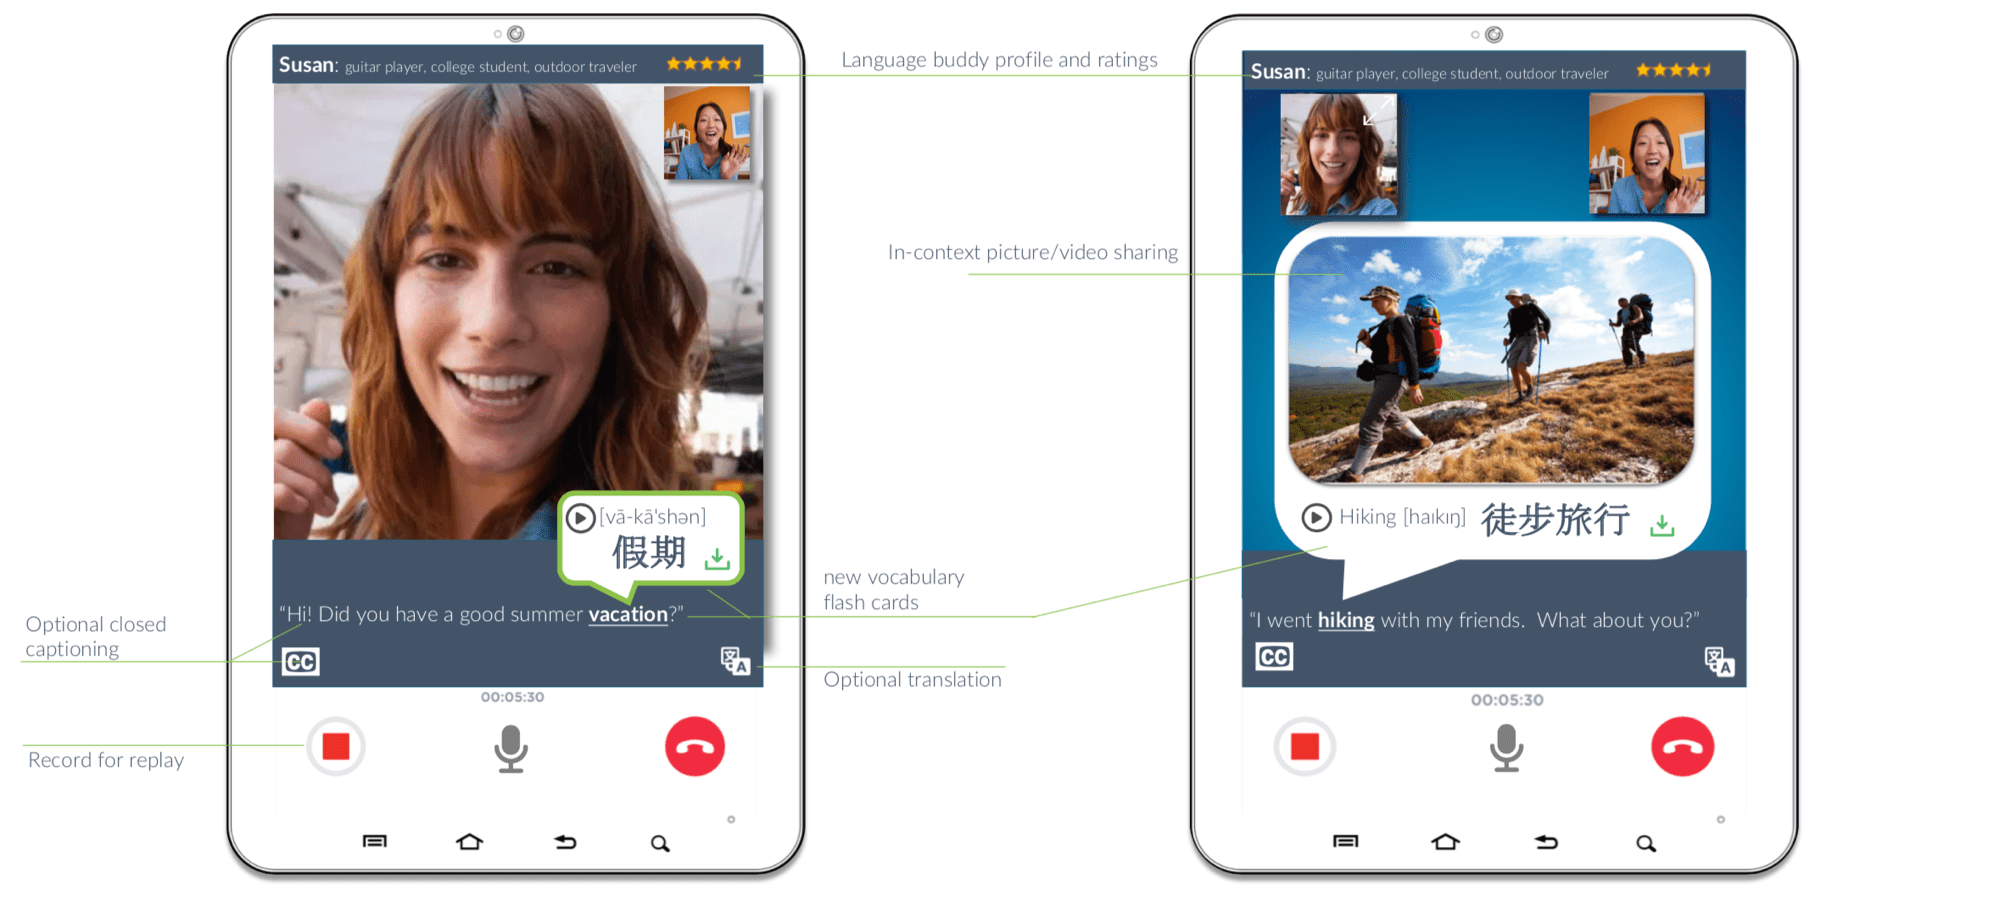 Susan: guitar player, college student, outdoor traveler
[vā-kā'shən]
假期
“Hi! Did you have a good summer vacation?”
CC
文 A
00:05:30
Optional closed
captioning
Record for replay
Language buddy profile and ratings
In-context picture/video sharing
new vocabulary
flash cards
Optional translation
Susan: guitar player, college student, outdoor traveler
Hiking [haıkıŋ] 徒步旅行
“I went hiking with my friends.  What about you?”
CC
文 A
00:05:30